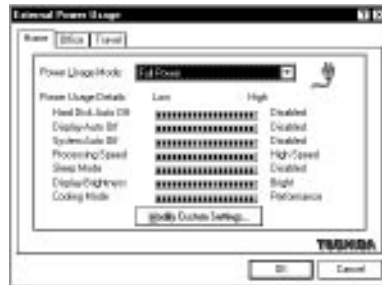 External Power Usage
Home Office Travel
Power Usage Mode: Full Power
Power Usage Details: Low High
Hard Disk Auto Off Disabled
Display Auto Off Disabled
System Auto Off Disabled
Processing Speed High Speed
Sleep Mode Disabled
Display Brightness Bright
Cooling Mode Performance
Modify Custom Settings...
TOSHIBA
OK Cancel